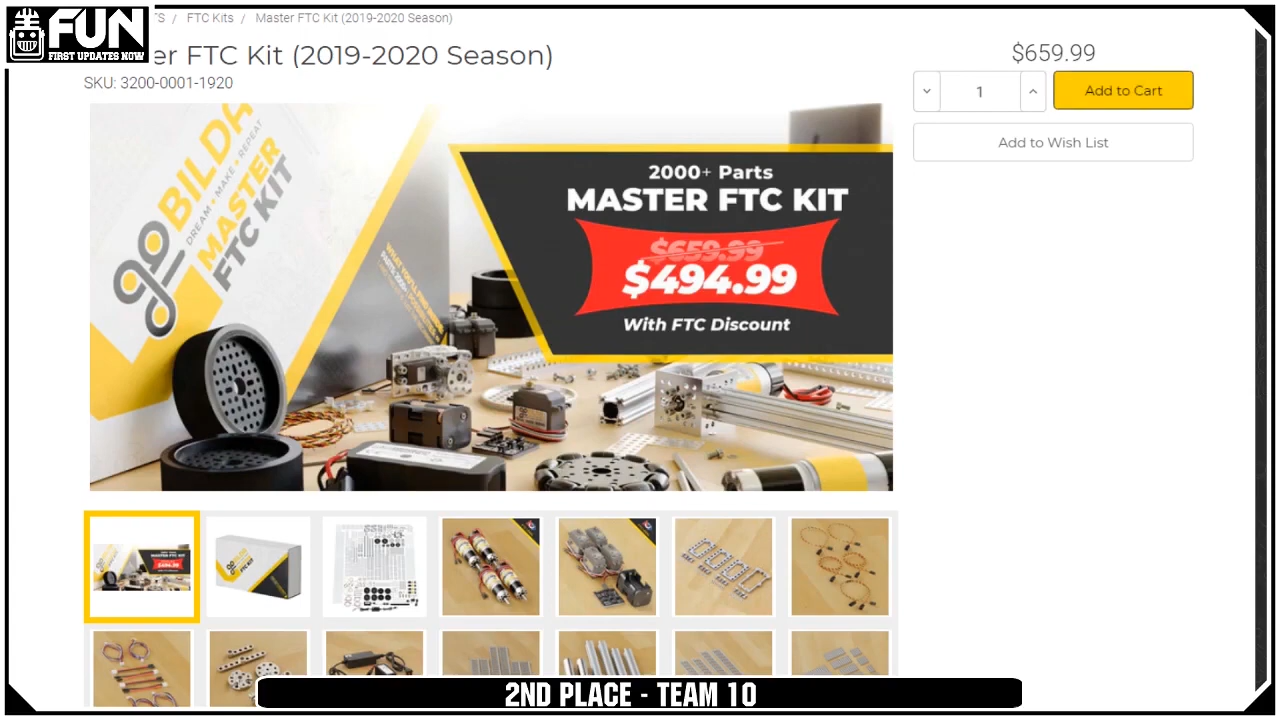 FUN
FIRST UPDATES NOW
TS / FTC Kits / Master FTC Kit (2019-2020 Season)
er FTC Kit (2019-2020 Season)
SKU: 3200-0001-1920
$659.99
1
Add to Cart
Add to Wish List
goBILDA
DREAM • MAKE • REPEAT
MASTER
FTC KIT
2000+ Parts
MASTER FTC KIT
$659.99
$494.99
With FTC Discount
2ND PLACE - TEAM 10